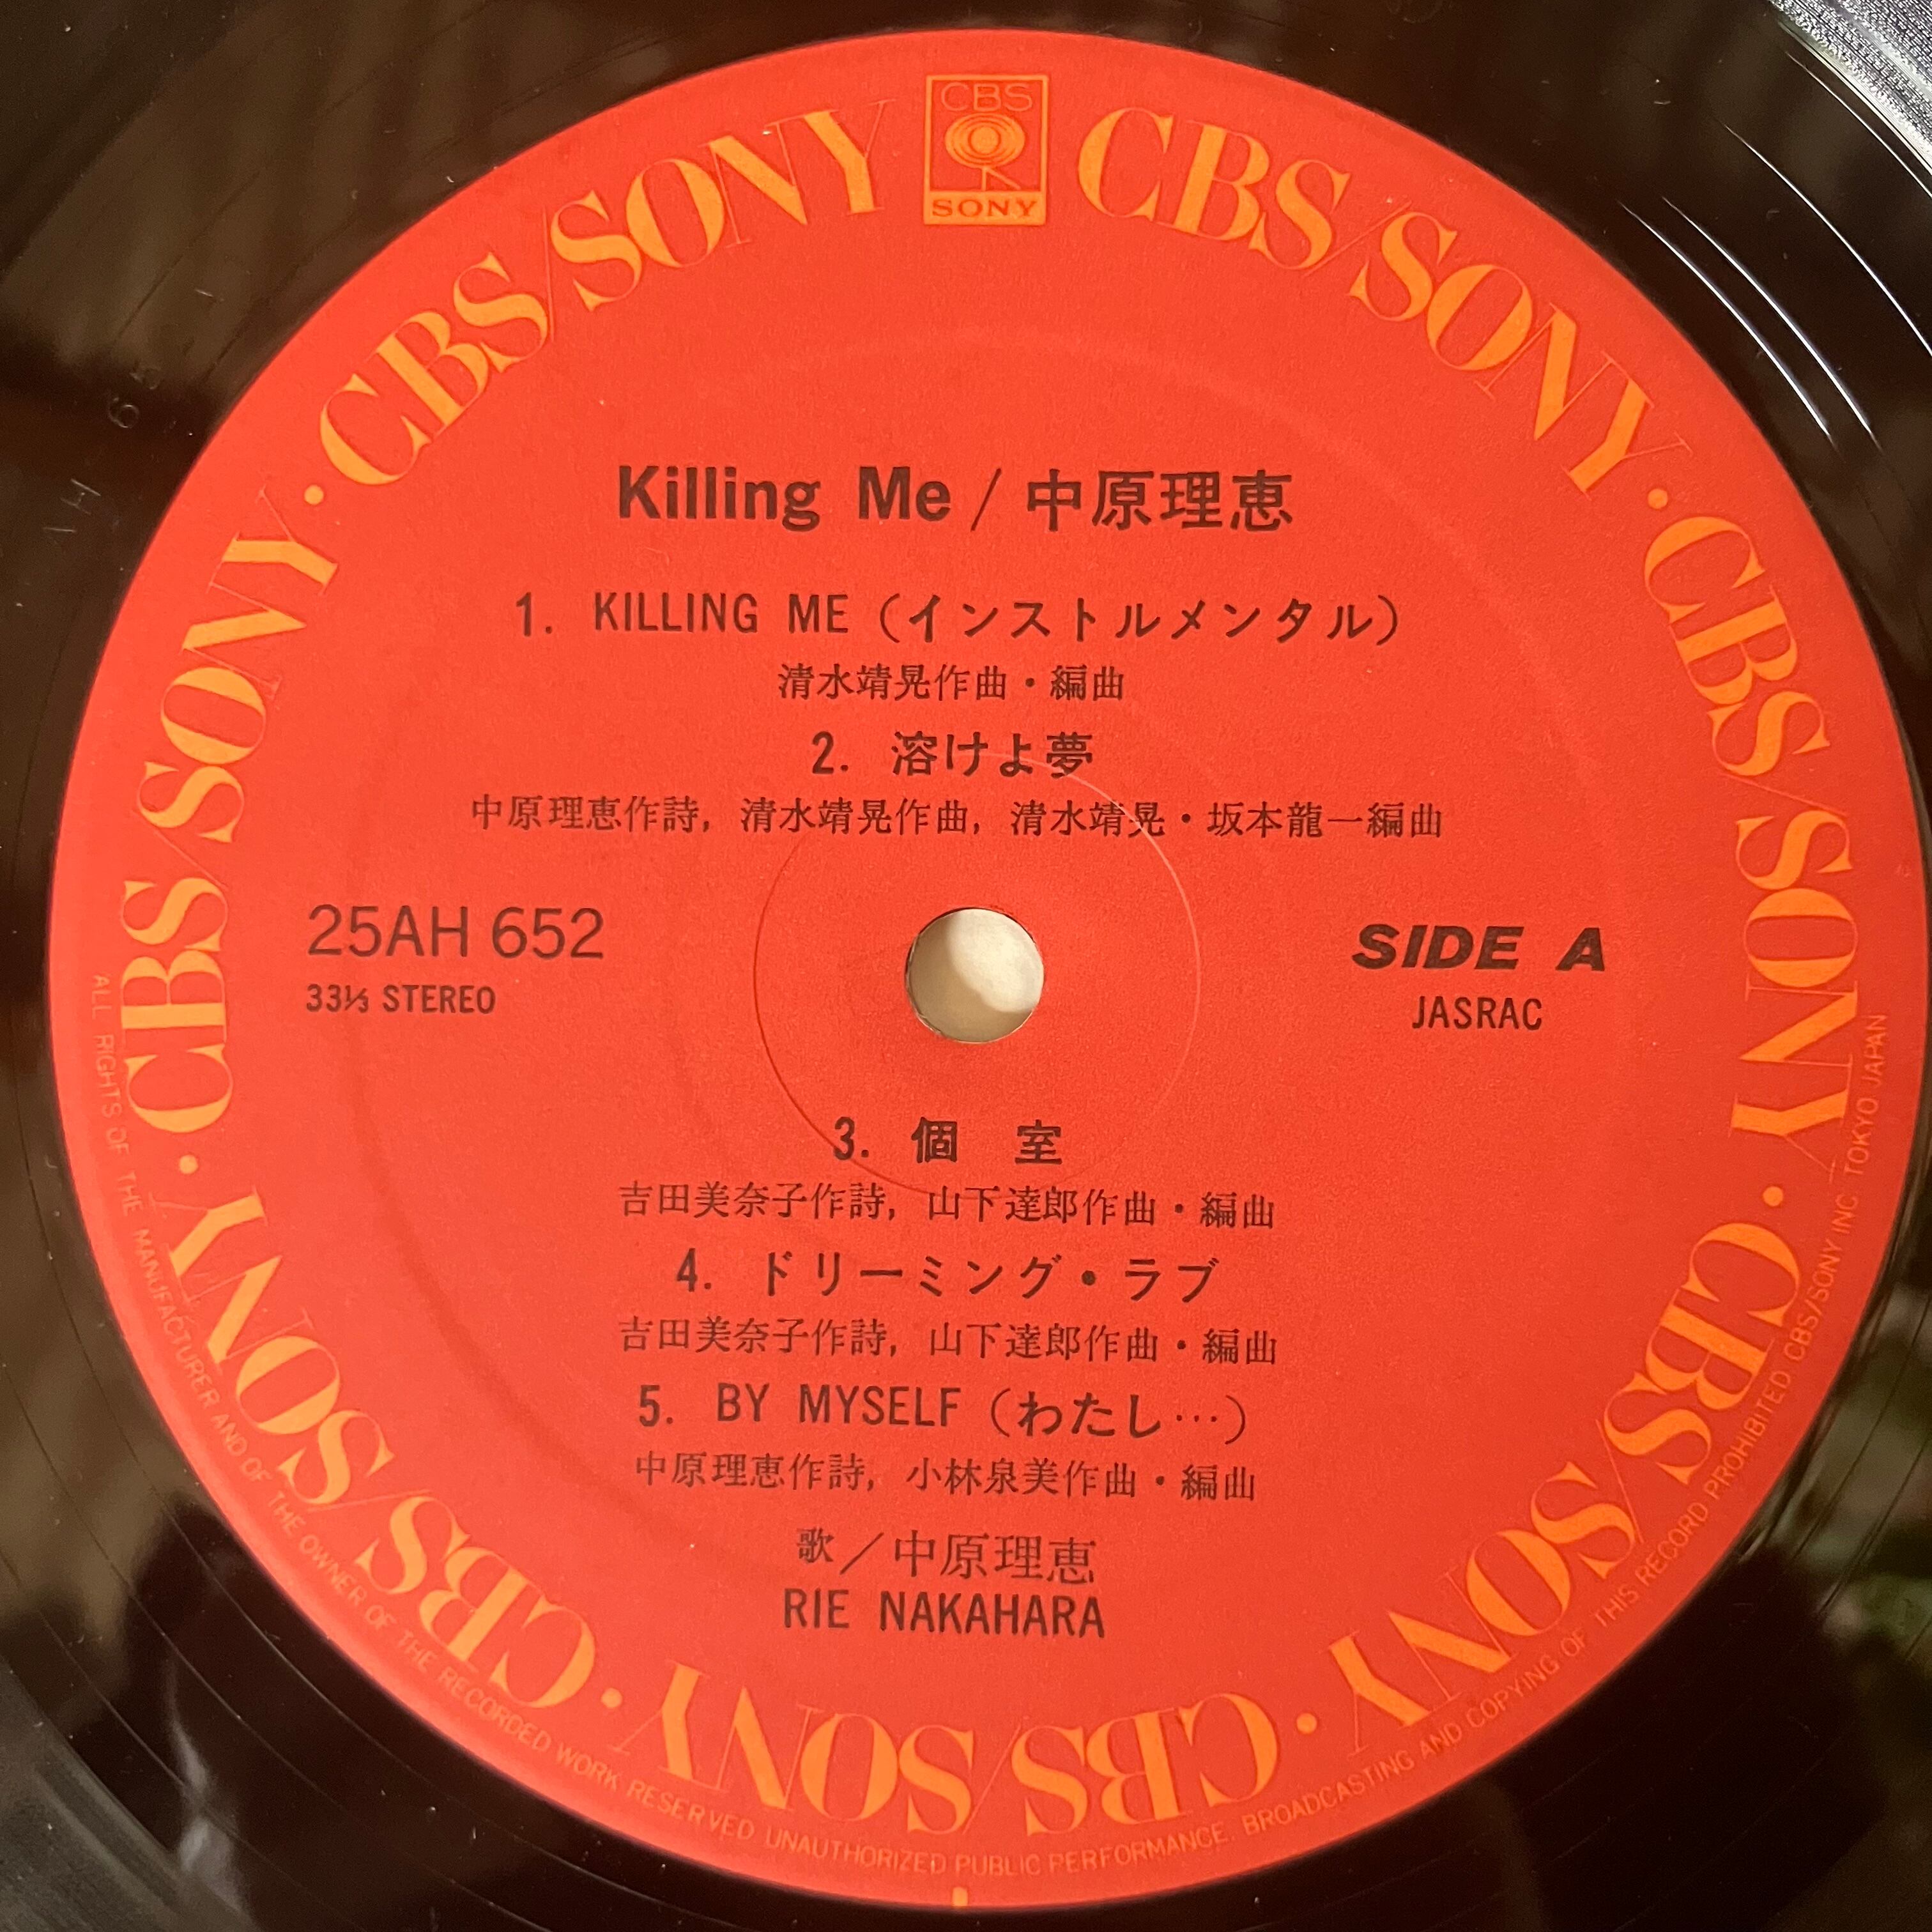 CBS
SONY
CBS/SONY · CBS/SONY · CBS/SONY · CBS/SONY · CBS/SONY · CBS/SONY · CBS/SONY · CBS/SONY
Killing Me / 中原理恵
1. KILLING ME (インストルメンタル)
清水靖晃作曲・編曲
2. 溶けよ夢
中原理恵作詩, 清水靖晃作曲, 清水靖晃・坂本龍一編曲
25AH 652
33⅓ STEREO
SIDE A
JASRAC
3. 個 室
吉田美奈子作詩, 山下達郎作曲・編曲
4. ドリーミング・ラブ
吉田美奈子作詩, 山下達郎作曲・編曲
5. BY MYSELF (わたし…)
中原理恵作詩, 小林泉美作曲・編曲
歌／中原理恵
RIE NAKAHARA
ALL RIGHTS OF THE MANUFACTURER AND OF THE OWNER OF THE RECORDED WORK RESERVED UNAUTHORIZED PUBLIC PERFORMANCE. BROADCASTING AND COPYING OF THIS RECORD PROHIBITED CBS/SONY INC. TOKYO JAPAN